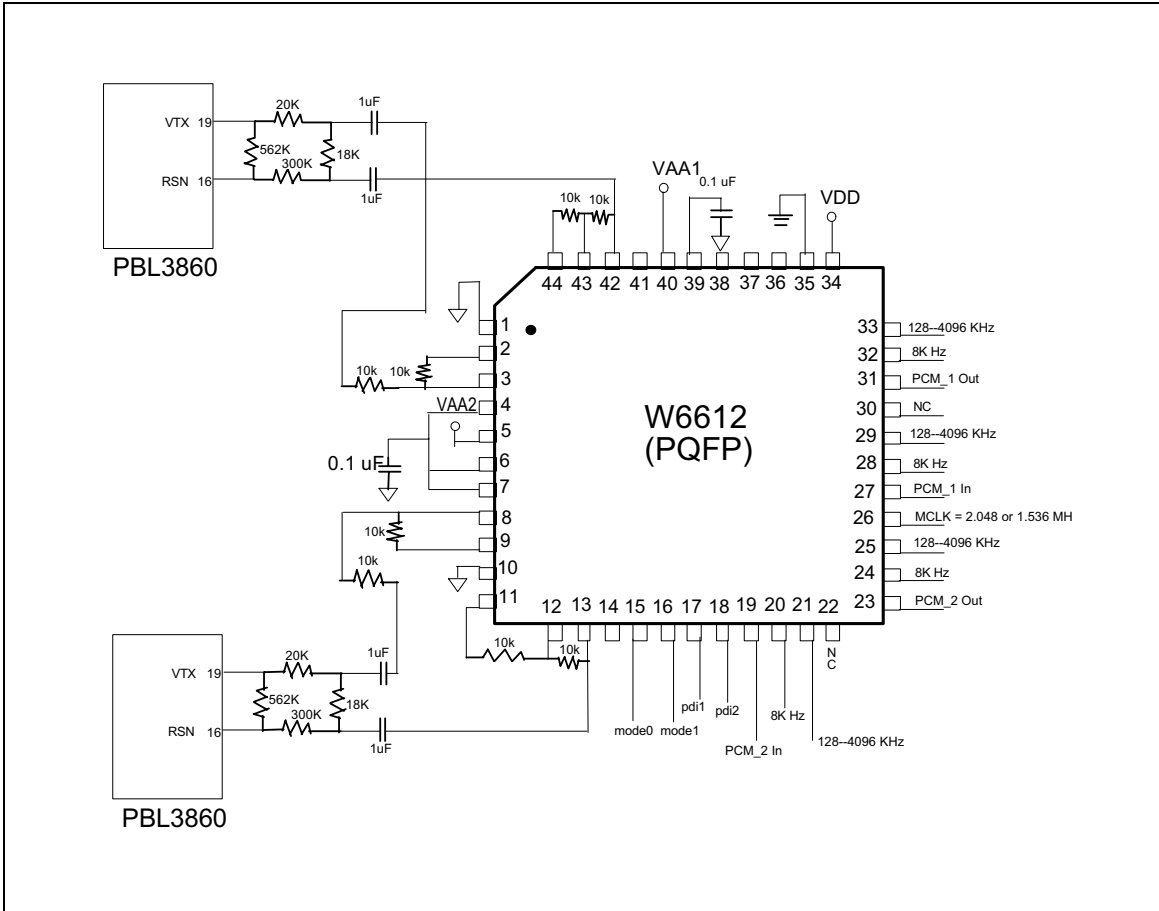 VTX 19
20K
1uF
562K
300K
18K
RSN 16
1uF
PBL3860
10k
10k
VAA1
0.1 uF
VDD
44 43 42 41 40 39 38 37 36 35 34
1
2
3
4
5
6
7
8
9
10
11
10k
10k
VAA2
0.1 uF
10k
10k
W6612
(PQFP)
33 128--4096 KHz
32 8K Hz
31 PCM_1 Out
30 NC
29 128--4096 KHz
28 8K Hz
27 PCM_1 In
26 MCLK = 2.048 or 1.536 MH
25 128--4096 KHz
24 8K Hz
23 PCM_2 Out
12 13 14 15 16 17 18 19 20 21 22
10k
10k
N
C
mode0
mode1
pdi1
pdi2
PCM_2 In
8K Hz
128--4096 KHz
VTX 19
20K
1uF
562K
300K
18K
RSN 16
1uF
PBL3860